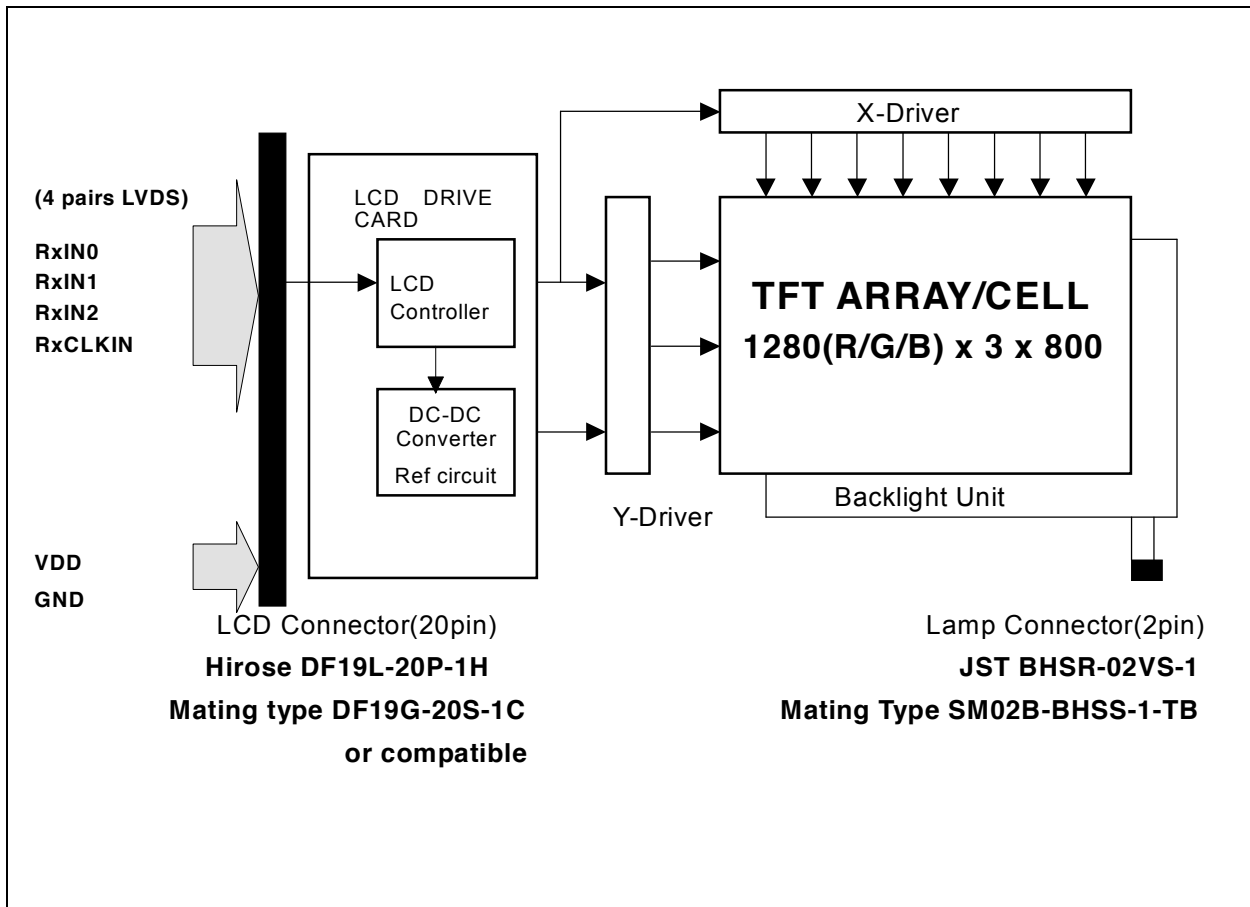 X-Driver
(4 pairs LVDS)
RxIN0
RxIN1
RxIN2
RxCLKIN
LCD DRIVE
CARD
LCD
Controller
DC-DC
Converter
Ref circuit
TFT ARRAY/CELL
1280(R/G/B) x 3 x 800
Backlight Unit
Y-Driver
VDD
GND
LCD Connector(20pin)
Hirose DF19L-20P-1H
Mating type DF19G-20S-1C
or compatible
Lamp Connector(2pin)
JST BHSR-02VS-1
Mating Type SM02B-BHSS-1-TB